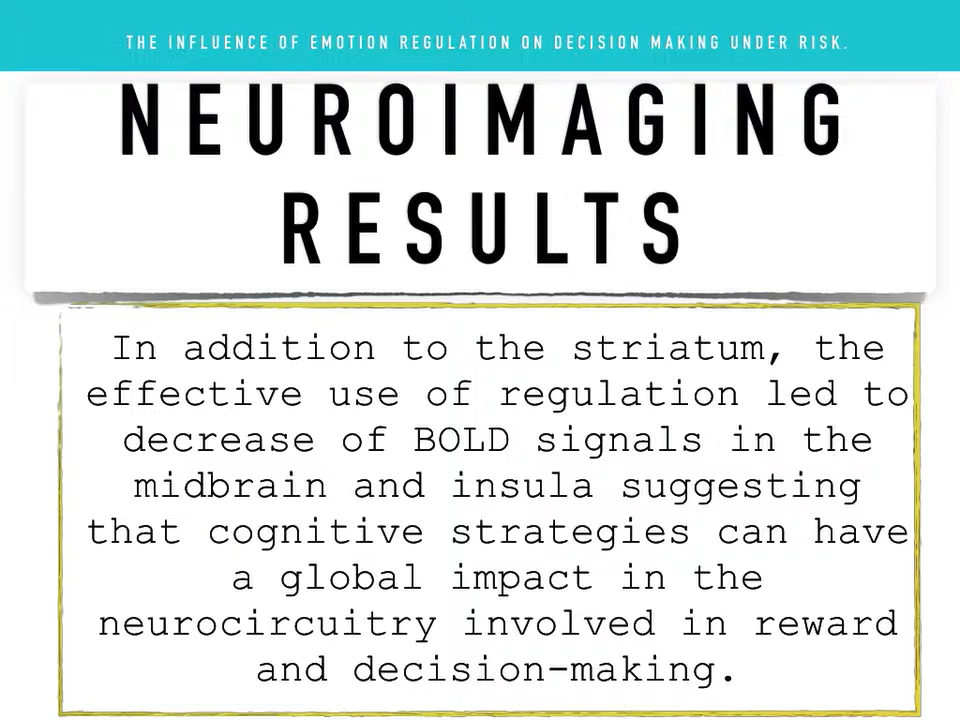 THE INFLUENCE OF EMOTION REGULATION ON DECISION MAKING UNDER RISK.
NEUROIMAGING
RESULTS
In addition to the striatum, the
effective use of regulation led to
decrease of BOLD signals in the
midbrain and insula suggesting
that cognitive strategies can have
a global impact in the
neurocircuitry involved in reward
and decision-making.